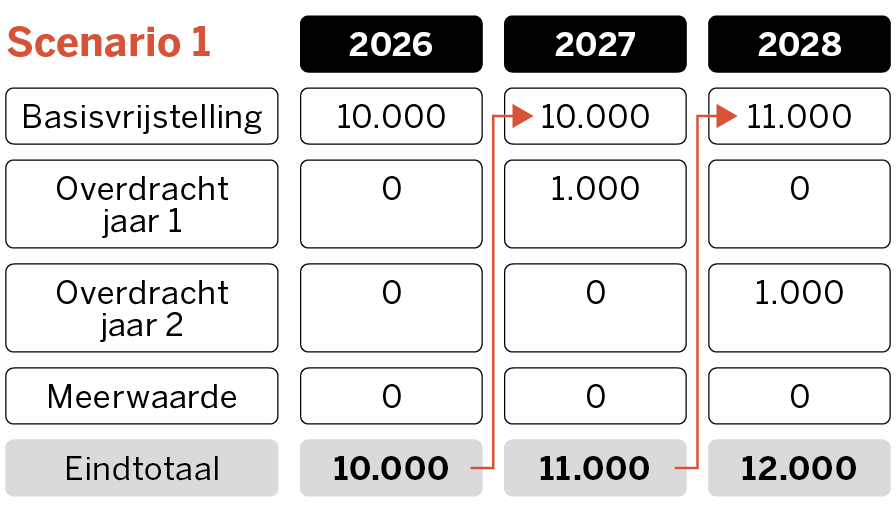 Scenario 1 2026 2027 2028
Basisvrijstelling 10.000 10.000 11.000
Overdracht 0 1.000 0
jaar 1
Overdracht 0 0 1.000
jaar 2
Meerwaarde 0 0 0
Eindtotaal 10.000 11.000 12.000